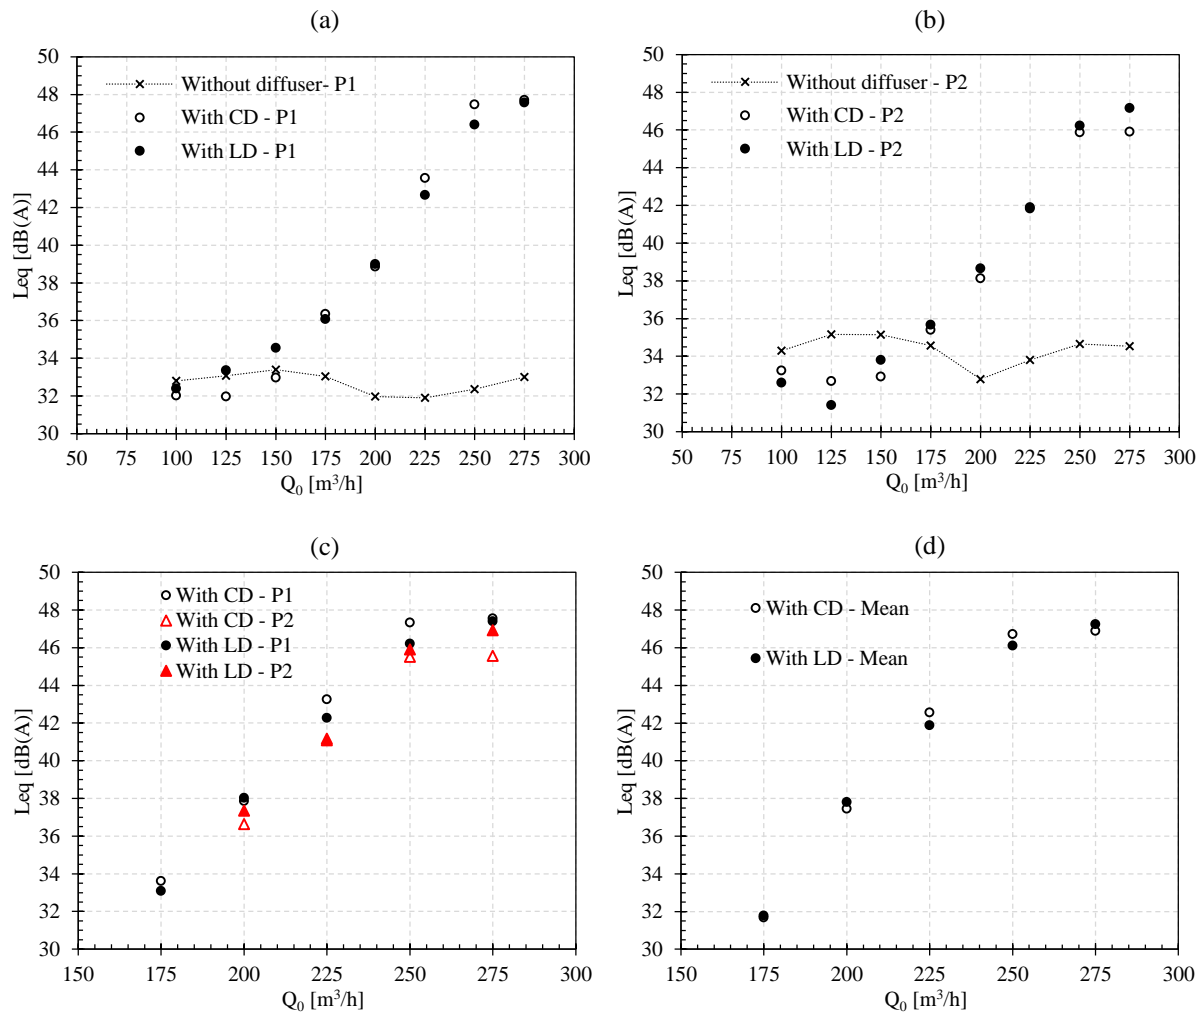 (a)
50
48
46
44
42
40
38
36
34
32
30
Leq [dB(A)]
Without diffuser- P1
With CD - P1
With LD - P1
50 75 100 125 150 175 200 225 250 275 300
Q₀ [m³/h]
(b)
50
48
46
44
42
40
38
36
34
32
30
Leq [dB(A)]
Without diffuser - P2
With CD - P2
With LD - P2
50 75 100 125 150 175 200 225 250 275 300
Q₀ [m³/h]
(c)
50
48
46
44
42
40
38
36
34
32
30
Leq [dB(A)]
With CD - P1
With CD - P2
With LD - P1
With LD - P2
150 175 200 225 250 275 300
Q₀ [m³/h]
(d)
50
48
46
44
42
40
38
36
34
32
30
Leq [dB(A)]
With CD - Mean
With LD - Mean
150 175 200 225 250 275 300
Q₀ [m³/h]